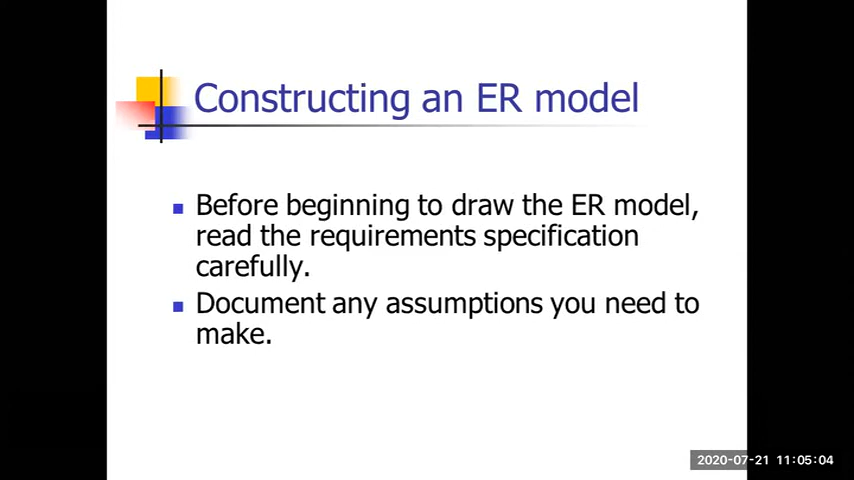 Constructing an ER model
Before beginning to draw the ER model,
read the requirements specification
carefully.
Document any assumptions you need to
make.
2020-07-21 11:05:04